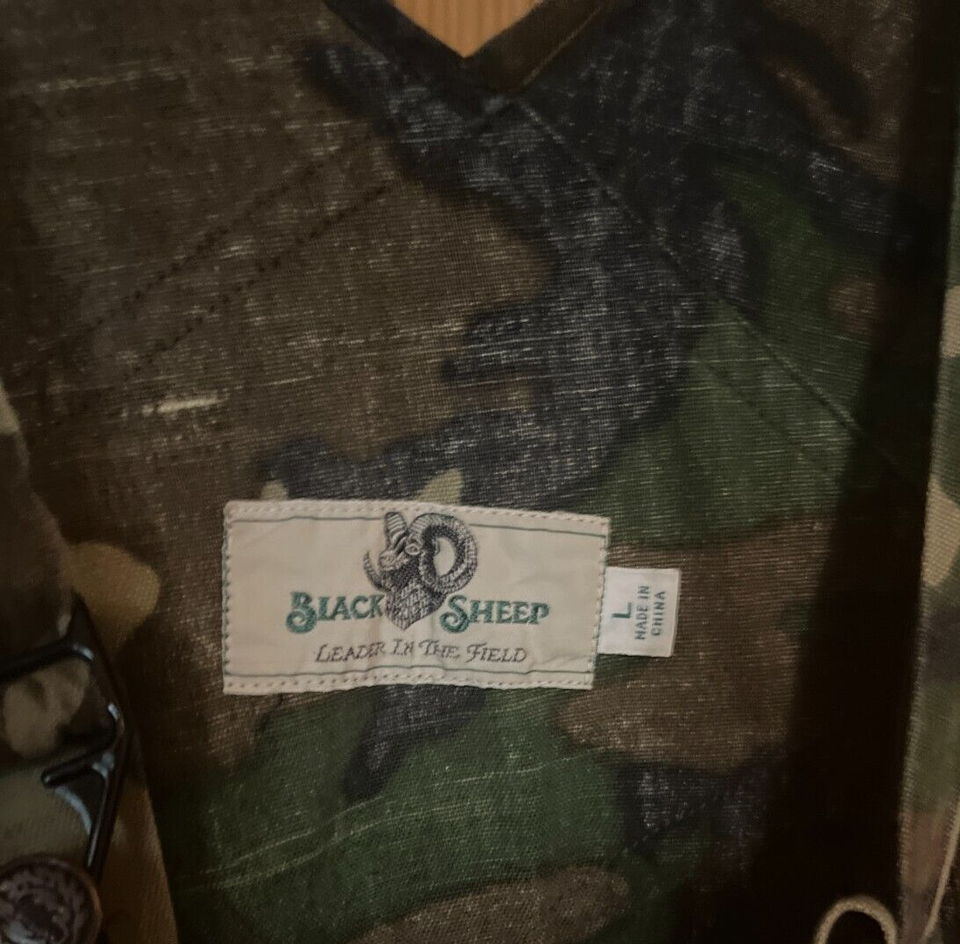 BLACK SHEEP
LEADER IN THE FIELD
L
MADE IN
CHINA